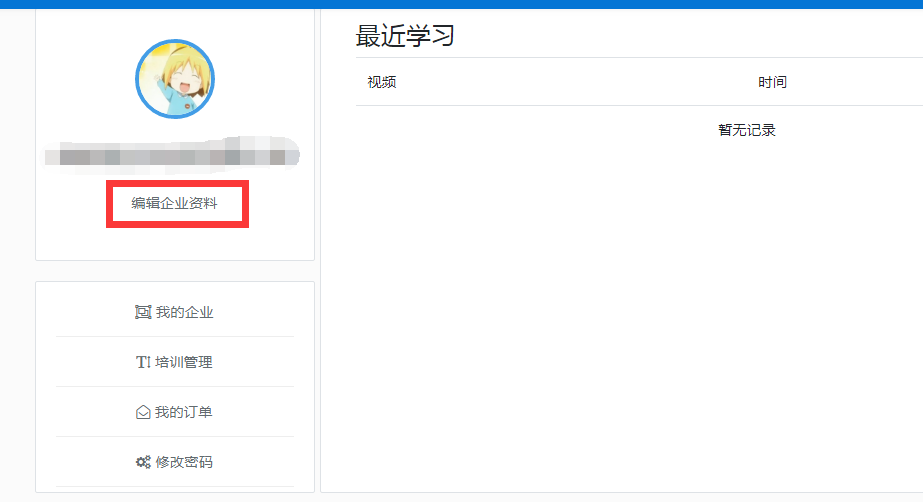 编辑企业资料
我的企业
培训管理
我的订单
修改密码
最近学习
视频 时间
暂无记录